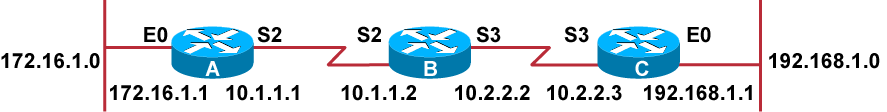 E0 S2 S2 S3 S3 E0
172.16.1.0 A B C 192.168.1.0
172.16.1.1 10.1.1.1 10.1.1.2 10.2.2.2 10.2.2.3 192.168.1.1